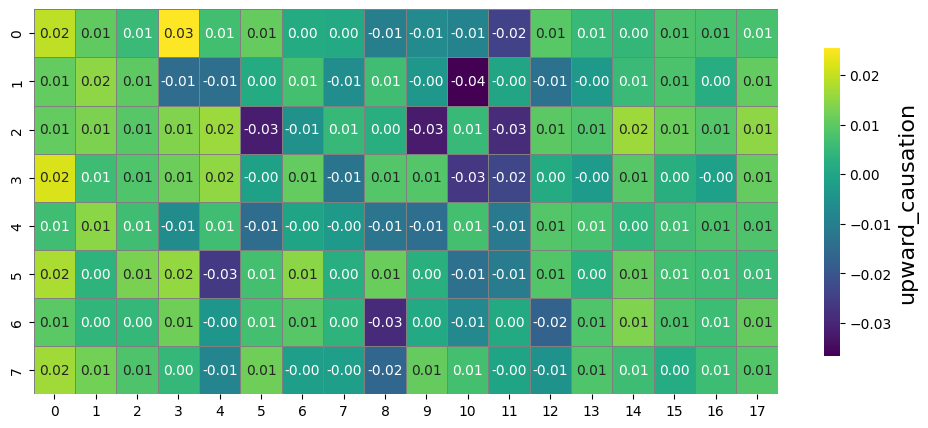 0 0.02 0.01 0.01 0.03 0.01 0.01 0.00 0.00 -0.01 -0.01 -0.01 -0.02 0.01 0.01 0.00 0.01 0.01 0.01
1 0.01 0.02 0.01 -0.01 -0.01 0.00 0.01 -0.01 0.01 -0.00 -0.04 -0.00 -0.01 -0.00 0.01 0.01 0.00 0.01
2 0.01 0.01 0.01 0.01 0.02 -0.03 -0.01 0.01 0.00 -0.03 0.01 -0.03 0.01 0.01 0.02 0.01 0.01 0.02
3 0.02 0.01 0.01 0.01 0.02 -0.00 0.01 -0.01 0.01 0.01 -0.03 -0.02 0.00 -0.00 0.01 0.00 -0.00 0.01
4 0.01 0.01 0.01 -0.01 0.01 -0.01 -0.00 -0.00 -0.01 -0.01 0.01 -0.01 0.01 0.01 0.00 0.01 0.01 0.01
5 0.02 0.00 0.01 0.02 -0.03 0.01 0.01 0.00 0.01 0.00 -0.01 -0.01 0.01 0.00 0.01 0.01 0.01 0.01
6 0.01 0.00 0.00 0.01 -0.00 0.01 0.01 0.00 -0.03 0.00 -0.01 0.00 -0.02 0.01 0.01 0.01 0.01 0.01
7 0.02 0.01 0.01 0.00 -0.01 0.01 -0.00 -0.00 -0.02 0.01 0.01 -0.00 -0.01 0.01 0.01 0.00 0.01 0.01
0 1 2 3 4 5 6 7 8 9 10 11 12 13 14 15 16 17
0.02
0.01
0.00
−0.01
−0.02
−0.03
upward_causation